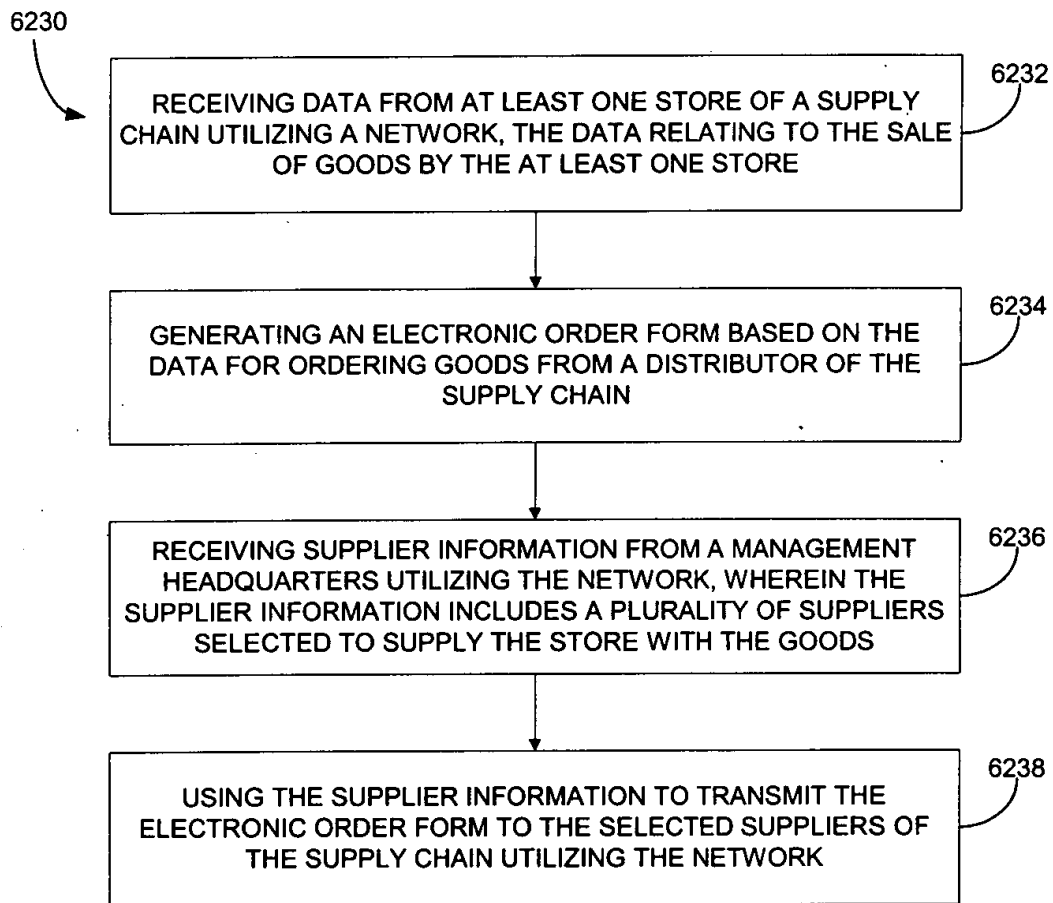 6230
6232
RECEIVING DATA FROM AT LEAST ONE STORE OF A SUPPLY
CHAIN UTILIZING A NETWORK, THE DATA RELATING TO THE SALE
OF GOODS BY THE AT LEAST ONE STORE
6234
GENERATING AN ELECTRONIC ORDER FORM BASED ON THE
DATA FOR ORDERING GOODS FROM A DISTRIBUTOR OF THE
SUPPLY CHAIN
6236
RECEIVING SUPPLIER INFORMATION FROM A MANAGEMENT
HEADQUARTERS UTILIZING THE NETWORK, WHEREIN THE
SUPPLIER INFORMATION INCLUDES A PLURALITY OF SUPPLIERS
SELECTED TO SUPPLY THE STORE WITH THE GOODS
6238
USING THE SUPPLIER INFORMATION TO TRANSMIT THE
ELECTRONIC ORDER FORM TO THE SELECTED SUPPLIERS OF
THE SUPPLY CHAIN UTILIZING THE NETWORK